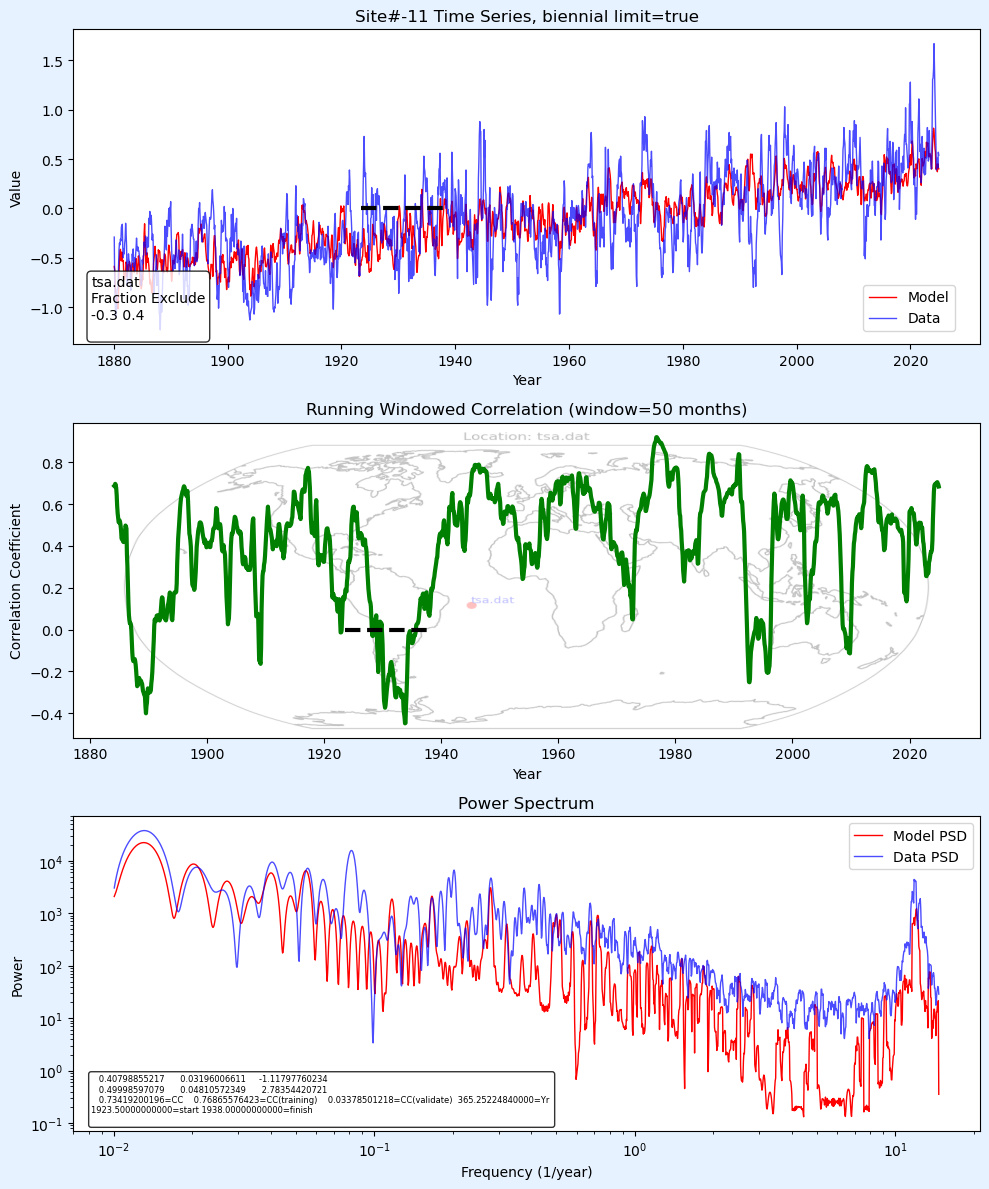 Site#-11 Time Series, biennial limit=true
Value
1.5
1.0
0.5
0.0
−0.5
−1.0
tsa.dat
Fraction Exclude
-0.3 0.4
Model
Data
1880 1900 1920 1940 1960 1980 2000 2020
Year
Running Windowed Correlation (window=50 months)
Location: tsa.dat
Correlation Coefficient
0.8
0.6
0.4
0.2
0.0
−0.2
−0.4
tsa.dat
1880 1900 1920 1940 1960 1980 2000 2020
Year
Power Spectrum
Model PSD
Data PSD
Power
10⁴
10³
10²
10¹
10⁰
10⁻¹
0.40798855217 0.03196006611 -1.11797760234
0.49998597079 0.04810572349 2.78354420721
0.73419200196=CC 0.76865576423=CC(training) 0.03378501218=CC(validate) 365.25224840000=Yr
1923.50000000000=start 1938.00000000000=finish
10⁻² 10⁻¹ 10⁰ 10¹
Frequency (1/year)